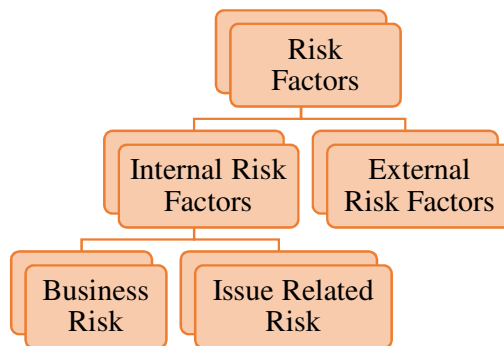 Risk
Factors
Internal Risk
Factors
External
Risk Factors
Business
Risk
Issue Related
Risk